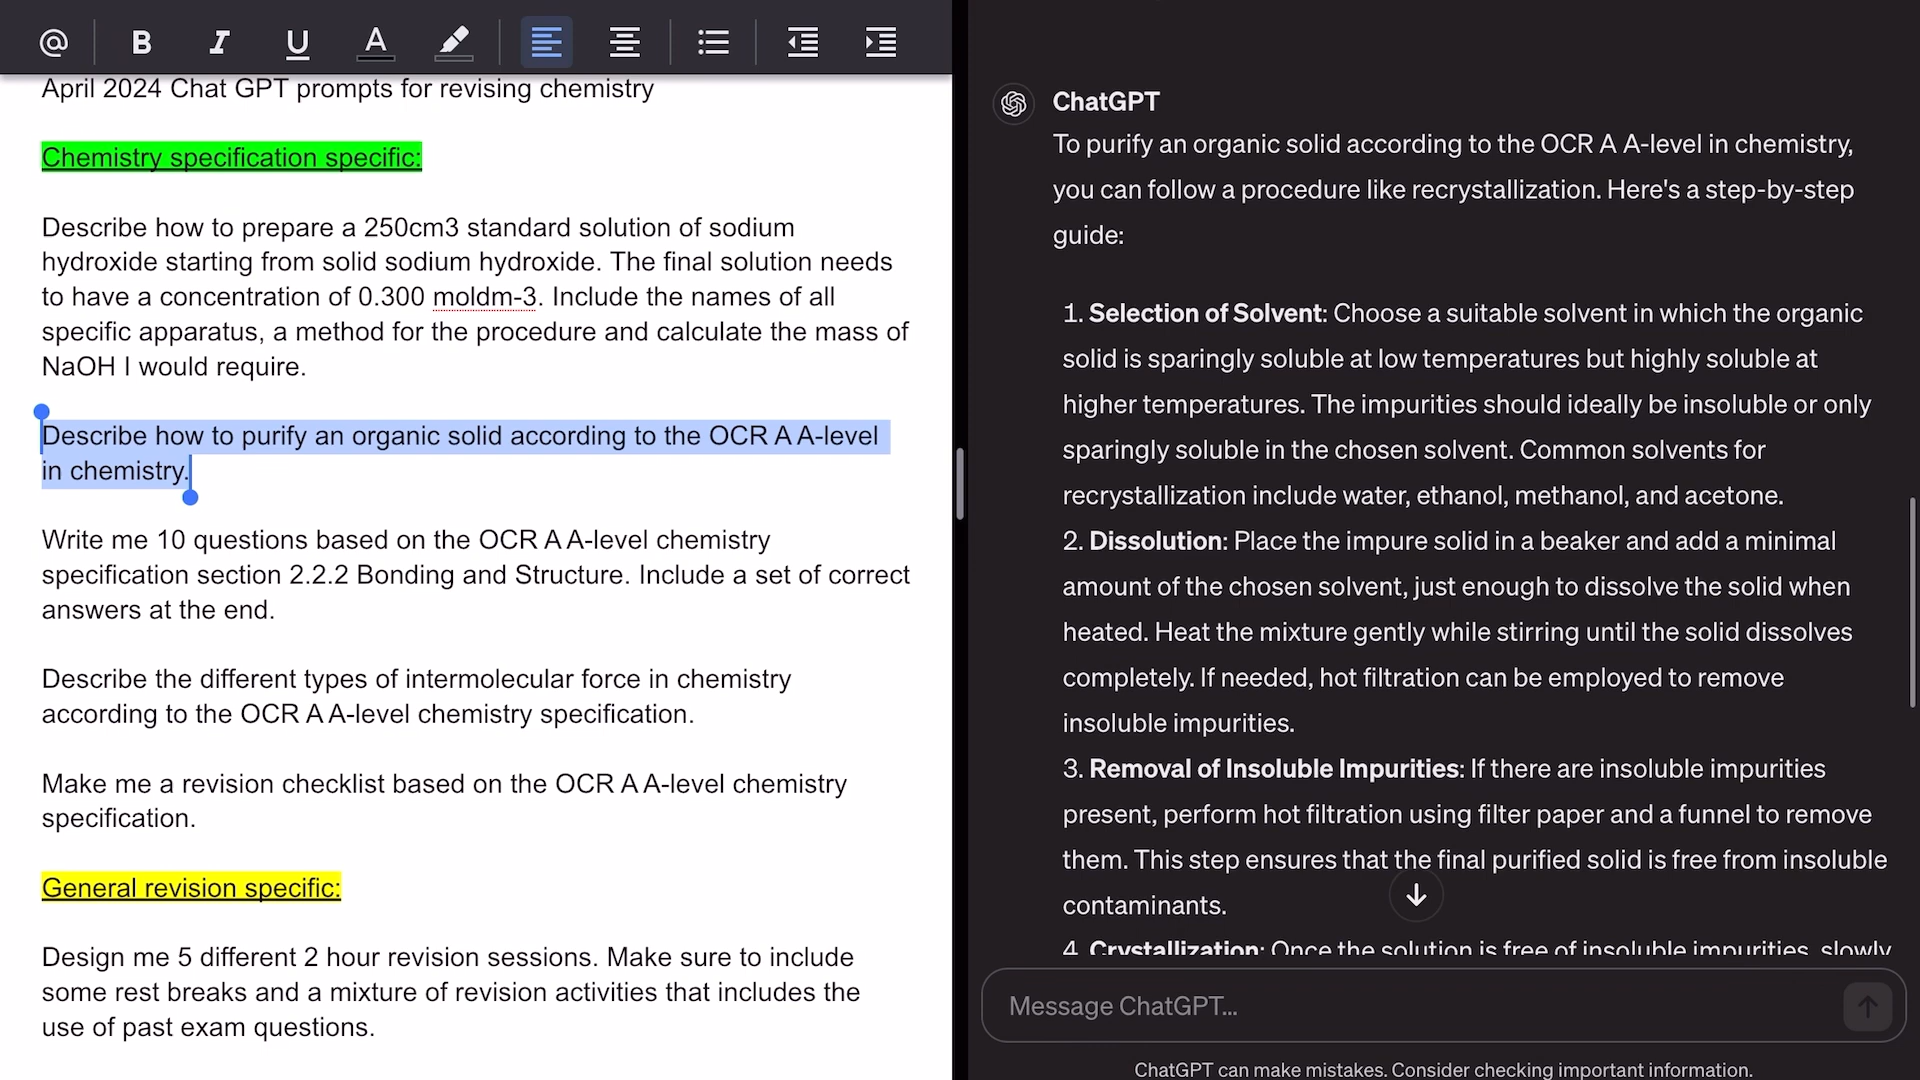 @ B I U A
April 2024 Chat GPT prompts for revising chemistry
Chemistry specification specific:
Describe how to prepare a 250cm3 standard solution of sodium
hydroxide starting from solid sodium hydroxide. The final solution needs
to have a concentration of 0.300 moldm-3. Include the names of all
specific apparatus, a method for the procedure and calculate the mass of
NaOH I would require.
Describe how to purify an organic solid according to the OCR A A-level
in chemistry.
Write me 10 questions based on the OCR A A-level chemistry
specification section 2.2.2 Bonding and Structure. Include a set of correct
answers at the end.
Describe the different types of intermolecular force in chemistry
according to the OCR A A-level chemistry specification.
Make me a revision checklist based on the OCR A A-level chemistry
specification.
General revision specific:
Design me 5 different 2 hour revision sessions. Make sure to include
some rest breaks and a mixture of revision activities that includes the
use of past exam questions.
ChatGPT
To purify an organic solid according to the OCR A A-level in chemistry,
you can follow a procedure like recrystallization. Here's a step-by-step
guide:
1. Selection of Solvent: Choose a suitable solvent in which the organic
solid is sparingly soluble at low temperatures but highly soluble at
higher temperatures. The impurities should ideally be insoluble or only
sparingly soluble in the chosen solvent. Common solvents for
recrystallization include water, ethanol, methanol, and acetone.
2. Dissolution: Place the impure solid in a beaker and add a minimal
amount of the chosen solvent, just enough to dissolve the solid when
heated. Heat the mixture gently while stirring until the solid dissolves
completely. If needed, hot filtration can be employed to remove
insoluble impurities.
3. Removal of Insoluble Impurities: If there are insoluble impurities
present, perform hot filtration using filter paper and a funnel to remove
them. This step ensures that the final purified solid is free from insoluble
contaminants.
4. Crystallization: Once the solution is free of insoluble impurities, slowly
Message ChatGPT...
ChatGPT can make mistakes. Consider checking important information.